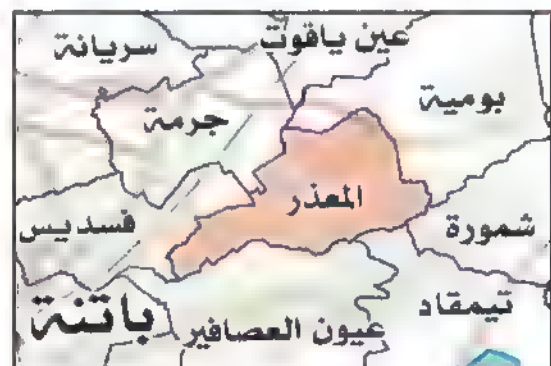 عين ياقوت
سريانة
بومية
جرمة
المعذر
فسديس
شمورة
تيمقاد
باتنة
عيون العصافير